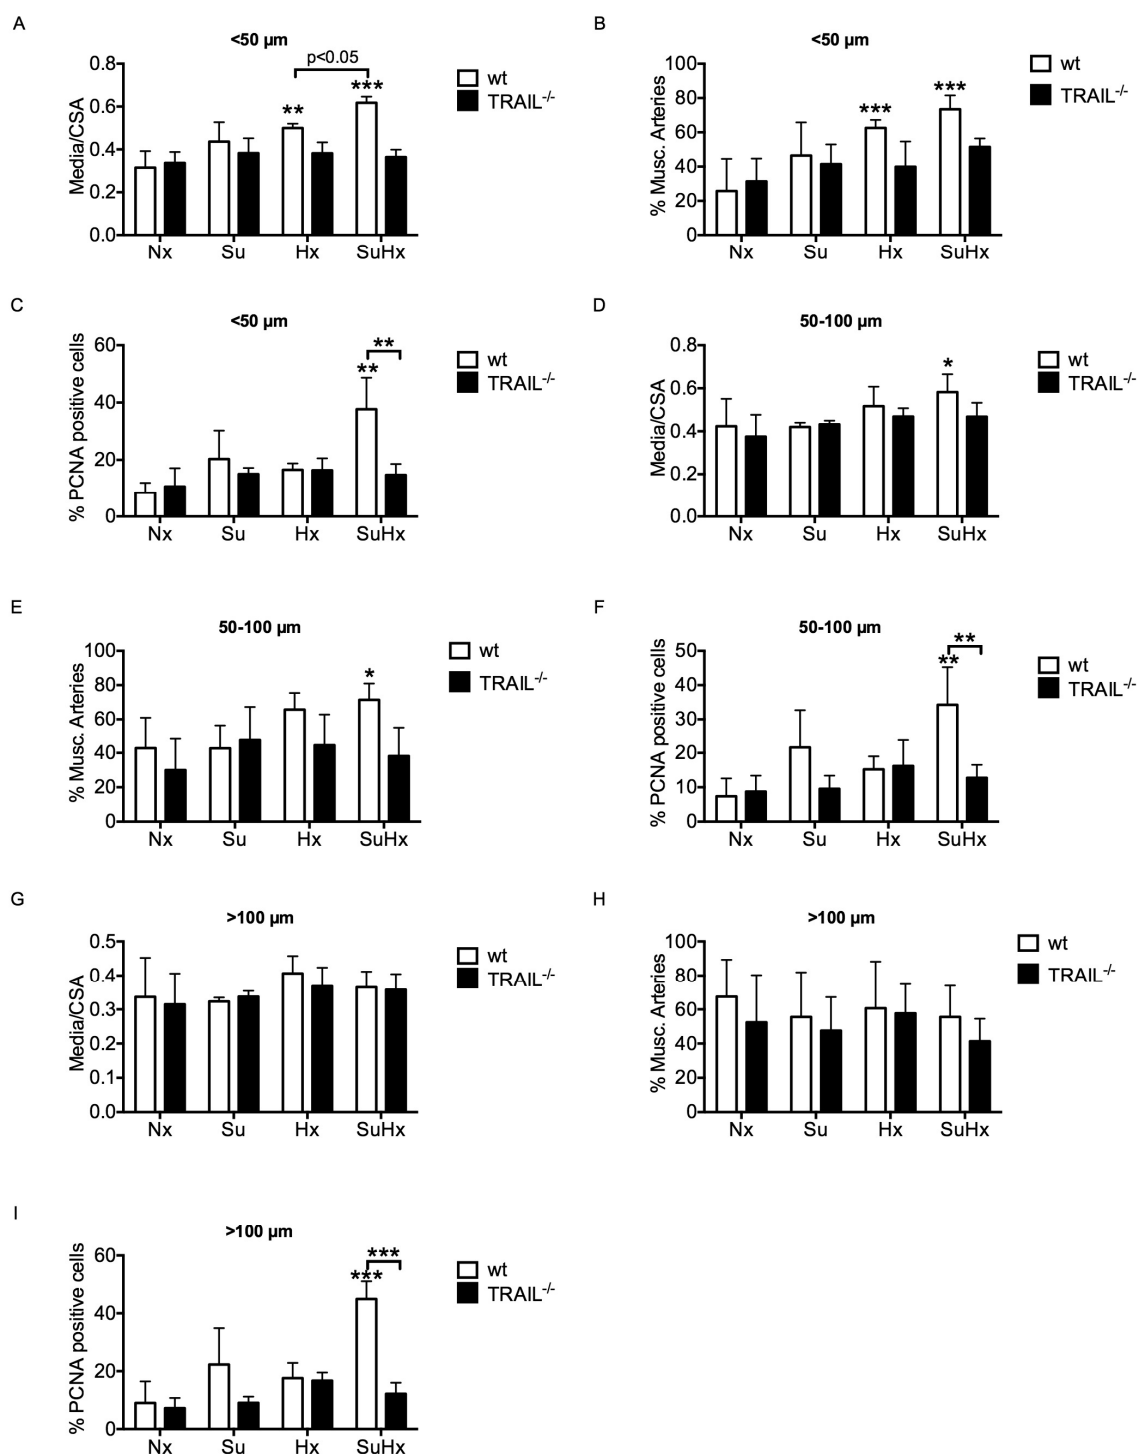 A
<50 µm
Media/CSA
0.8
0.6
0.4
0.2
0.0
p<0.05
**
***
Nx Su Hx SuHx
wt
TRAIL-/-
B
<50 µm
% Musc. Arteries
100
80
60
40
20
0
***
***
Nx Su Hx SuHx
wt
TRAIL-/-
C
<50 µm
% PCNA positive cells
60
40
20
0
**
**
Nx Su Hx SuHx
wt
TRAIL-/-
D
50-100 µm
Media/CSA
0.8
0.6
0.4
0.2
0.0
*
Nx Su Hx SuHx
wt
TRAIL-/-
E
50-100 µm
% Musc. Arteries
100
80
60
40
20
0
*
Nx Su Hx SuHx
wt
TRAIL-/-
F
50-100 µm
% PCNA positive cells
50
40
30
20
10
0
**
**
Nx Su Hx SuHx
wt
TRAIL-/-
G
>100 µm
Media/CSA
0.5
0.4
0.3
0.2
0.1
0.0
Nx Su Hx SuHx
wt
TRAIL-/-
H
>100 µm
% Musc. Arteries
100
80
60
40
20
0
Nx Su Hx SuHx
wt
TRAIL-/-
I
>100 µm
% PCNA positive cells
60
40
20
0
***
***
Nx Su Hx SuHx
wt
TRAIL-/-